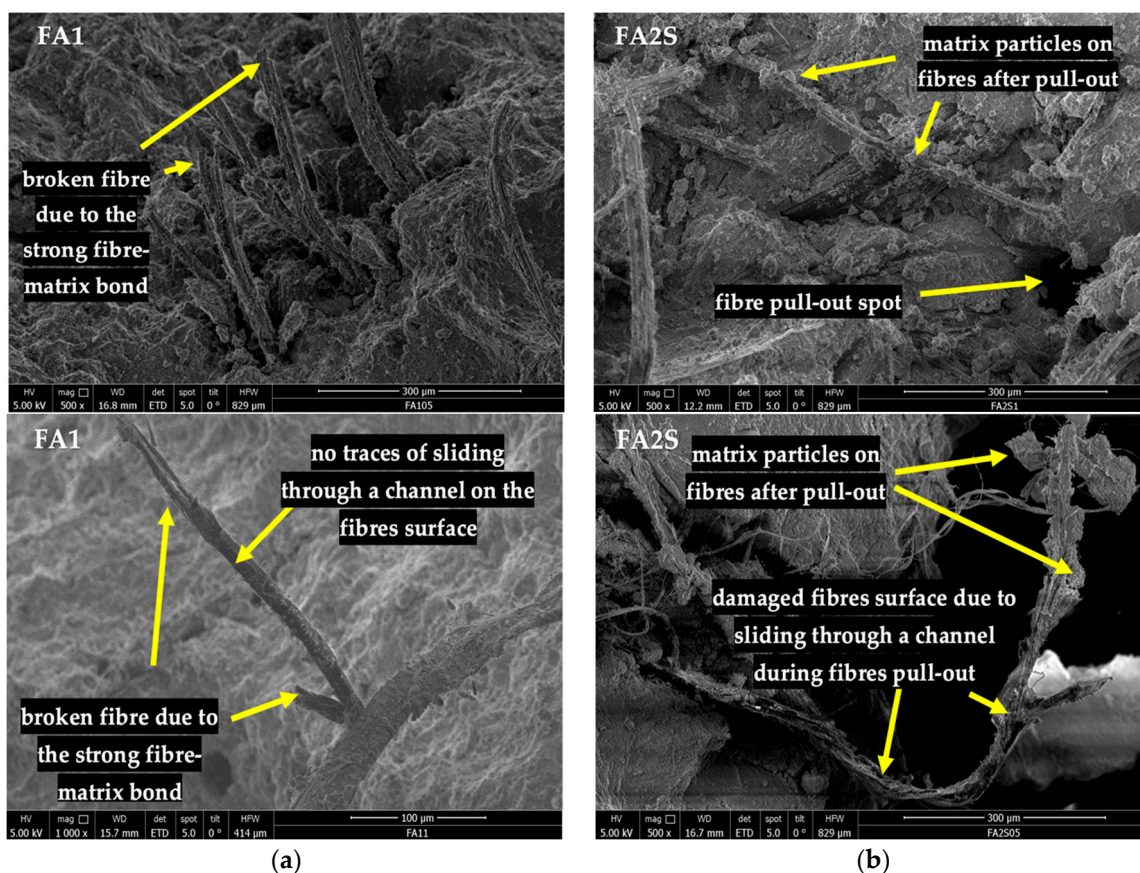 FA1
broken fibre
due to the
strong fibre-
matrix bond
HV mag WD det spot tilt HFW 300 µm
5.00 kV 500 x 16.8 mm ETD 5.0 0 ° 829 µm FA105
FA2S
matrix particles on
fibres after pull-out
fibre pull-out spot
HV mag WD det spot tilt HFW 300 µm
5.00 kV 500 x 12.2 mm ETD 5.0 0 ° 829 µm FA2S1
FA1
no traces of sliding
through a channel on the
fibres surface
broken fibre due to
the strong fibre-
matrix bond
HV mag WD det spot tilt HFW 100 µm
5.00 kV 1 000 x 15.7 mm ETD 5.0 0 ° 414 µm FA11
FA2S
matrix particles on
fibres after pull-out
damaged fibres surface due to
sliding through a channel
during fibres pull-out
HV mag WD det spot tilt HFW 300 µm
5.00 kV 500 x 16.7 mm ETD 5.0 0 ° 829 µm FA2S05
(a)
(b)